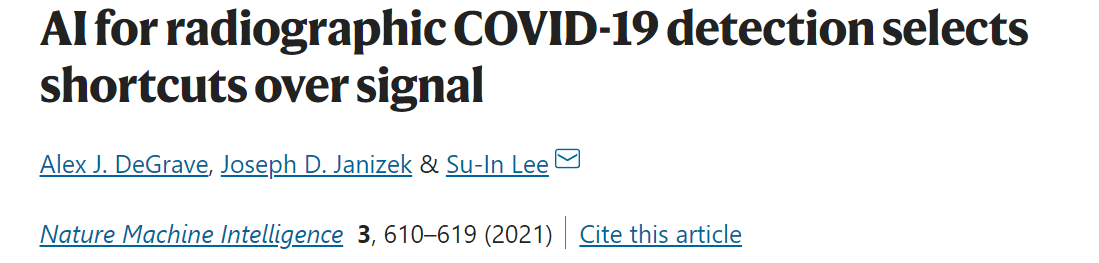 AI for radiographic COVID-19 detection selects
shortcuts over signal
Alex J. DeGrave, Joseph D. Janizek & Su-In Lee
Nature Machine Intelligence 3, 610–619 (2021) Cite this article